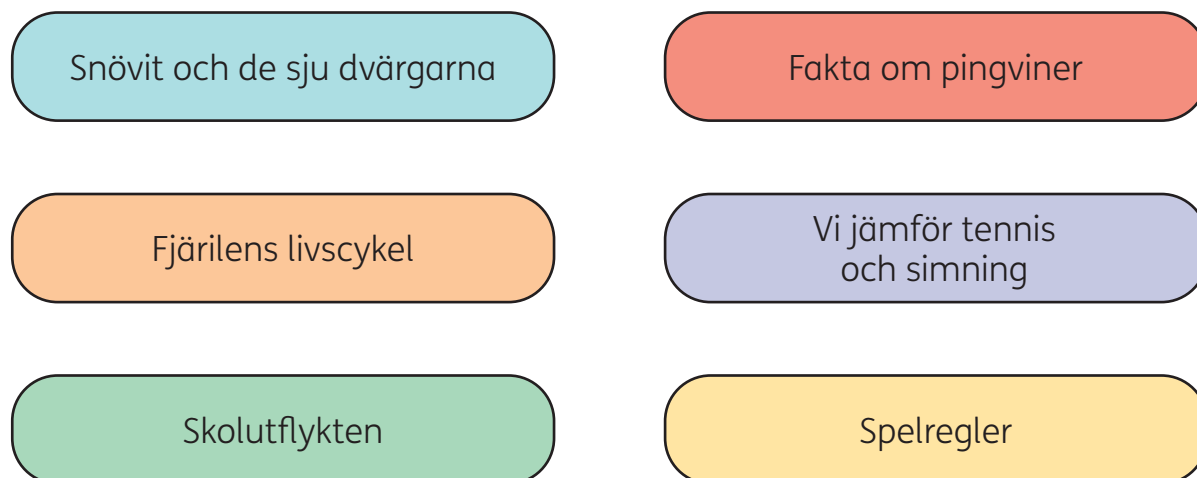 Snövit och de sju dvärgarna
Fakta om pingviner
Fjärilens livscykel
Vi jämför tennis
och simning
Skolutflykten
Spelregler